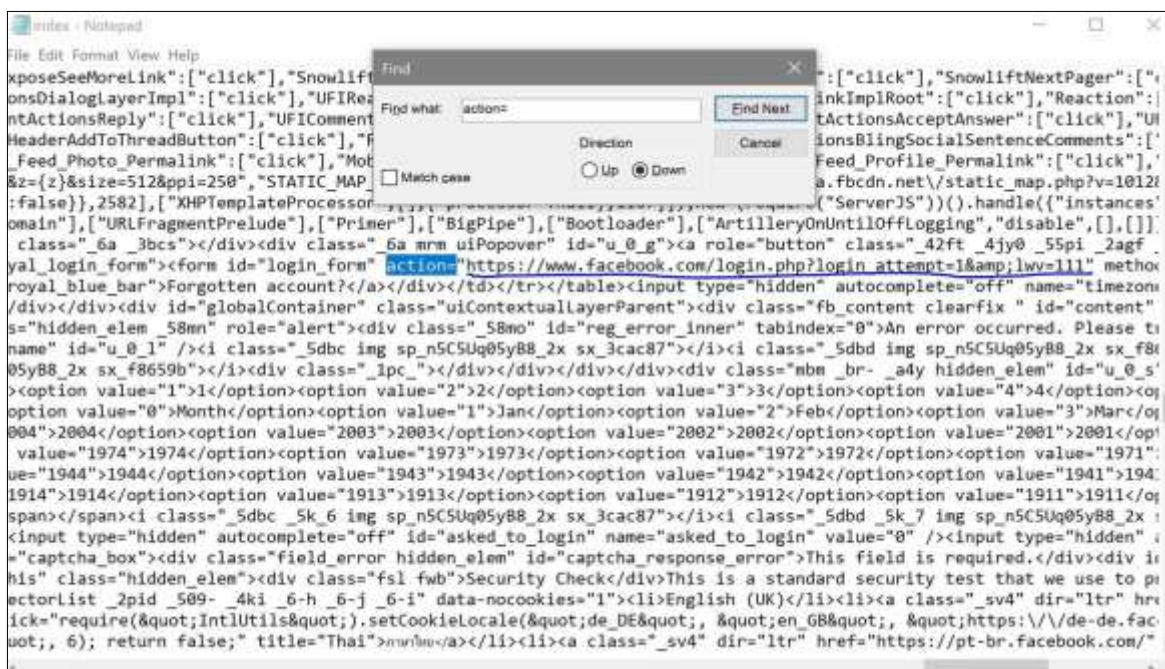 index - Notepad
File Edit Format View Help
Find
Find what: action=
Find Next
Cancel
Direction
Up Down
Match case
xposeSeeMoreLink":["click"],"Snowlift ":["click"],"SnowliftNextPager":["
onsDialogLayerImpl":["click"],"UFIRea inkImplRoot":["click"],"Reaction":
ntActionsReply":["click"],"UFIComment tActionsAcceptAnswer":["click"],"
HeaderAddToThreadButton":["click"]," ionsBlingSocialSentenceComments":["
_Feed_Photo_Permalink":["click"],"Mob Feed_Profile_Permalink":["click"],"
&z={z}&size=512&ppi=250","STATIC_MAP_ a.fbcdn.net\/static_map.php?v=1012
:false}},2582],["XHPTemplateProcessor ("ServerJS"))().handle({"instances"
omain"],["URLFragmentPrelude"],["Primer"],["BigPipe"],["Bootloader"],["ArtilleryOnUntilOffLogging","disable",[],[]]
class="_6a _3bcs"></div><div class="_6a mrm uiPopover" id="u_0_g"><a role="button" class="_42ft _4jy0 _55pi _2agf
yal_login_form"><form id="login_form" action="https://www.facebook.com/login.php?login_attempt=1&amp;lwv=111" metho
royal_blue_bar">Forgotten account?</a></div></td></tr></table><input type="hidden" autocomplete="off" name="timezon
/div></div><div id="globalContainer" class="uiContextualLayerParent"><div class="fb_content clearfix " id="content"
s="hidden_elem _58mn" role="alert"><div class="_58mo" id="reg_error_inner" tabindex="0">An error occurred. Please t
name" id="u_0_l" /><i class="_5dbc img sp_n5C5Uq05yB8_2x sx_3cac87"></i><i class="_5dbd img sp_n5C5Uq05yB8_2x sx_f8
05yB8_2x sx_f8659b"></i><div class="_1pc_"></div></div></div></div><div class="mbm _br- _a4y hidden_elem" id="u_0_s"
><option value="1">1</option><option value="2">2</option><option value="3">3</option><option value="4">4</option><o
option value="0">Month</option><option value="1">Jan</option><option value="2">Feb</option><option value="3">Mar</o
004">2004</option><option value="2003">2003</option><option value="2002">2002</option><option value="2001">2001</op
value="1974">1974</option><option value="1973">1973</option><option value="1972">1972</option><option value="1971"
ue="1944">1944</option><option value="1943">1943</option><option value="1942">1942</option><option value="1941">194
1914">1914</option><option value="1913">1913</option><option value="1912">1912</option><option value="1911">1911</o
span></span><i class="_5dbc _5k_6 img sp_n5C5Uq05yB8_2x sx_3cac87"></i><i class="_5dbd _5k_7 img sp_n5C5Uq05yB8_2x
<input type="hidden" autocomplete="off" id="asked_to_login" name="asked_to_login" value="0" /><input type="hidden"
="captcha_box"><div class="field_error hidden_elem" id="captcha_response_error">This field is required.</div><div i
his" class="hidden_elem"><div class="fsl fwb">Security Check</div>This is a standard security test that we use to p
ectorList _2pid _509- _4ki _6-h _6-j _6-i" data-nocookies="1"><li>English (UK)</li><li><a class="_sv4" dir="ltr" hr
ick="require(&quot;IntlUtils&quot;).setCookieLocale(&quot;de_DE&quot;, &quot;en_GB&quot;, &quot;https:\/\/de-de.fac
uot;, 6); return false;" title="Thai">ภาษาไทย</a></li><li><a class="_sv4" dir="ltr" href="https://pt-br.facebook.com/"